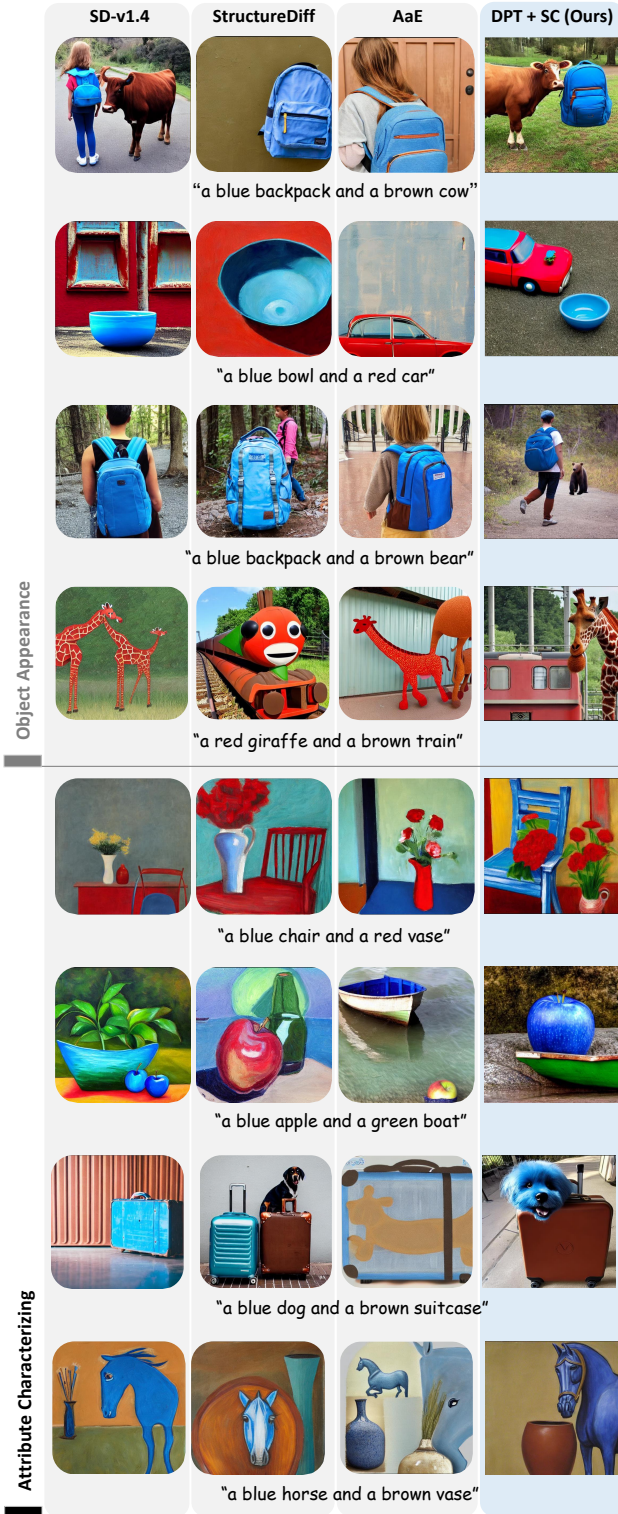 SD-v1.4 StructureDiff AaE DPT + SC (Ours)
“a blue backpack and a brown cow”
“a blue bowl and a red car”
“a blue backpack and a brown bear”
“a red giraffe and a brown train”
Object Appearance
“a blue chair and a red vase”
“a blue apple and a green boat”
“a blue dog and a brown suitcase”
“a blue horse and a brown vase”
Attribute Characterizing